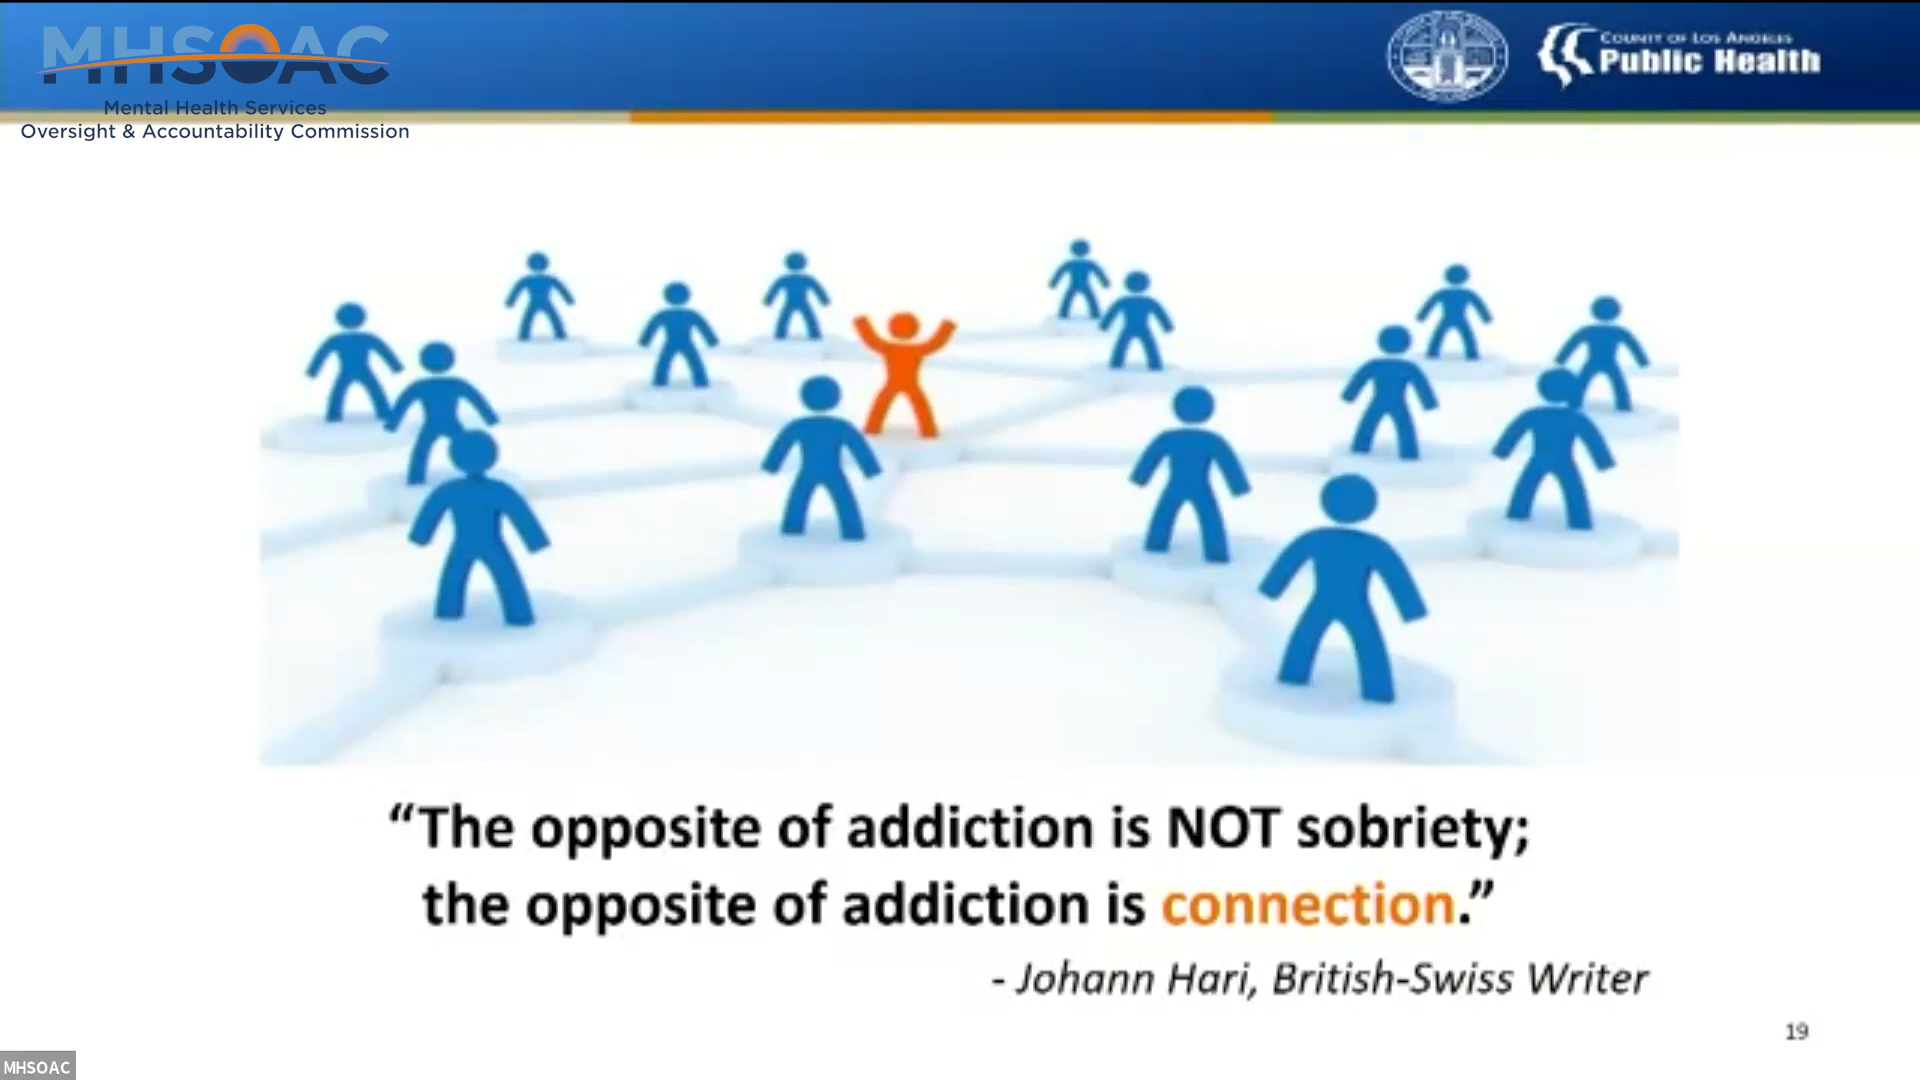 MHSOAC
Mental Health Services
Oversight & Accountability Commission
County of Los Angeles
Public Health
“The opposite of addiction is NOT sobriety;
the opposite of addiction is connection.”
- Johann Hari, British-Swiss Writer
19
MHSOAC